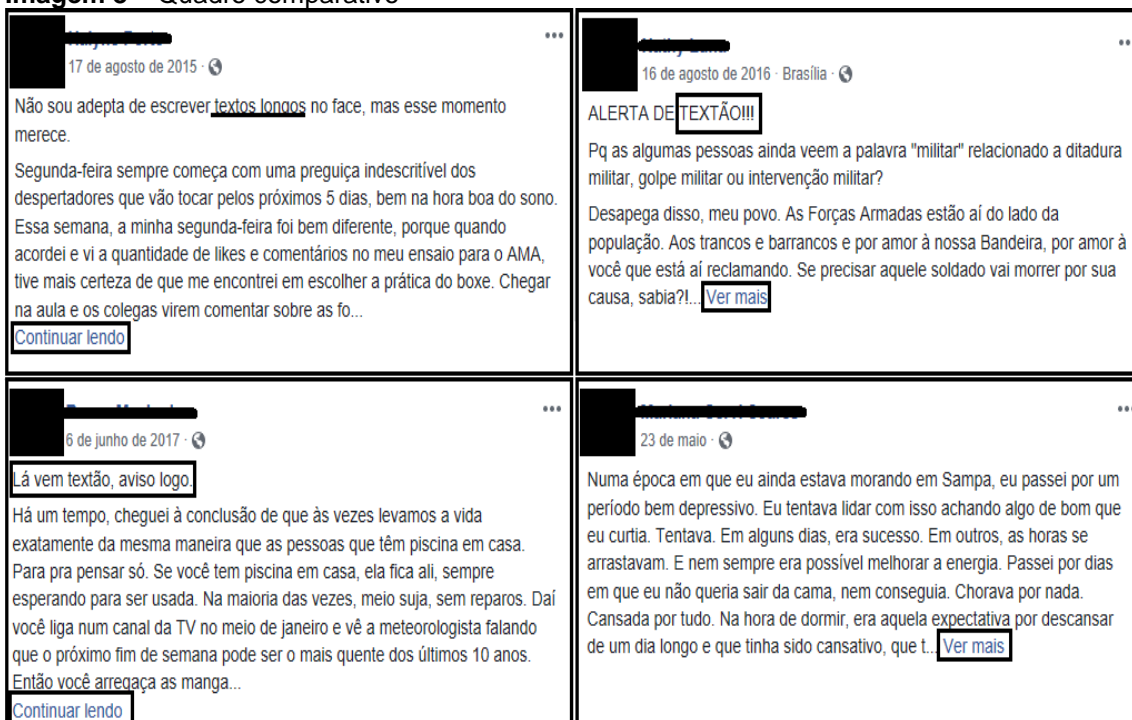 Imagem 3 – Quadro comparativo
17 de agosto de 2015 ·
Não sou adepta de escrever textos longos no face, mas esse momento
merece.
Segunda-feira sempre começa com uma preguiça indescritível dos
despertadores que vão tocar pelos próximos 5 dias, bem na hora boa do sono.
Essa semana, a minha segunda-feira foi bem diferente, porque quando
acordei e vi a quantidade de likes e comentários no meu ensaio para o AMA,
tive mais certeza de que me encontrei em escolher a prática do boxe. Chegar
na aula e os colegas virem comentar sobre as fo...
Continuar lendo
16 de agosto de 2016 · Brasília ·
ALERTA DE TEXTÃO!!!
Pq as algumas pessoas ainda veem a palavra "militar" relacionado a ditadura
militar, golpe militar ou intervenção militar?
Desapega disso, meu povo. As Forças Armadas estão aí do lado da
população. Aos trancos e barrancos e por amor à nossa Bandeira, por amor à
você que está aí reclamando. Se precisar aquele soldado vai morrer por sua
causa, sabia?!... Ver mais
6 de junho de 2017 ·
Lá vem textão, aviso logo.
Há um tempo, cheguei à conclusão de que às vezes levamos a vida
exatamente da mesma maneira que as pessoas que têm piscina em casa.
Para pra pensar só. Se você tem piscina em casa, ela fica ali, sempre
esperando para ser usada. Na maioria das vezes, meio suja, sem reparos. Daí
você liga num canal da TV no meio de janeiro e vê a meteorologista falando
que o próximo fim de semana pode ser o mais quente dos últimos 10 anos.
Então você arregaça as manga...
Continuar lendo
23 de maio ·
Numa época em que eu ainda estava morando em Sampa, eu passei por um
período bem depressivo. Eu tentava lidar com isso achando algo de bom que
eu curtia. Tentava. Em alguns dias, era sucesso. Em outros, as horas se
arrastavam. E nem sempre era possível melhorar a energia. Passei por dias
em que eu não queria sair da cama, nem conseguia. Chorava por nada.
Cansada por tudo. Na hora de dormir, era aquela expectativa por descansar
de um dia longo e que tinha sido cansativo, que t... Ver mais